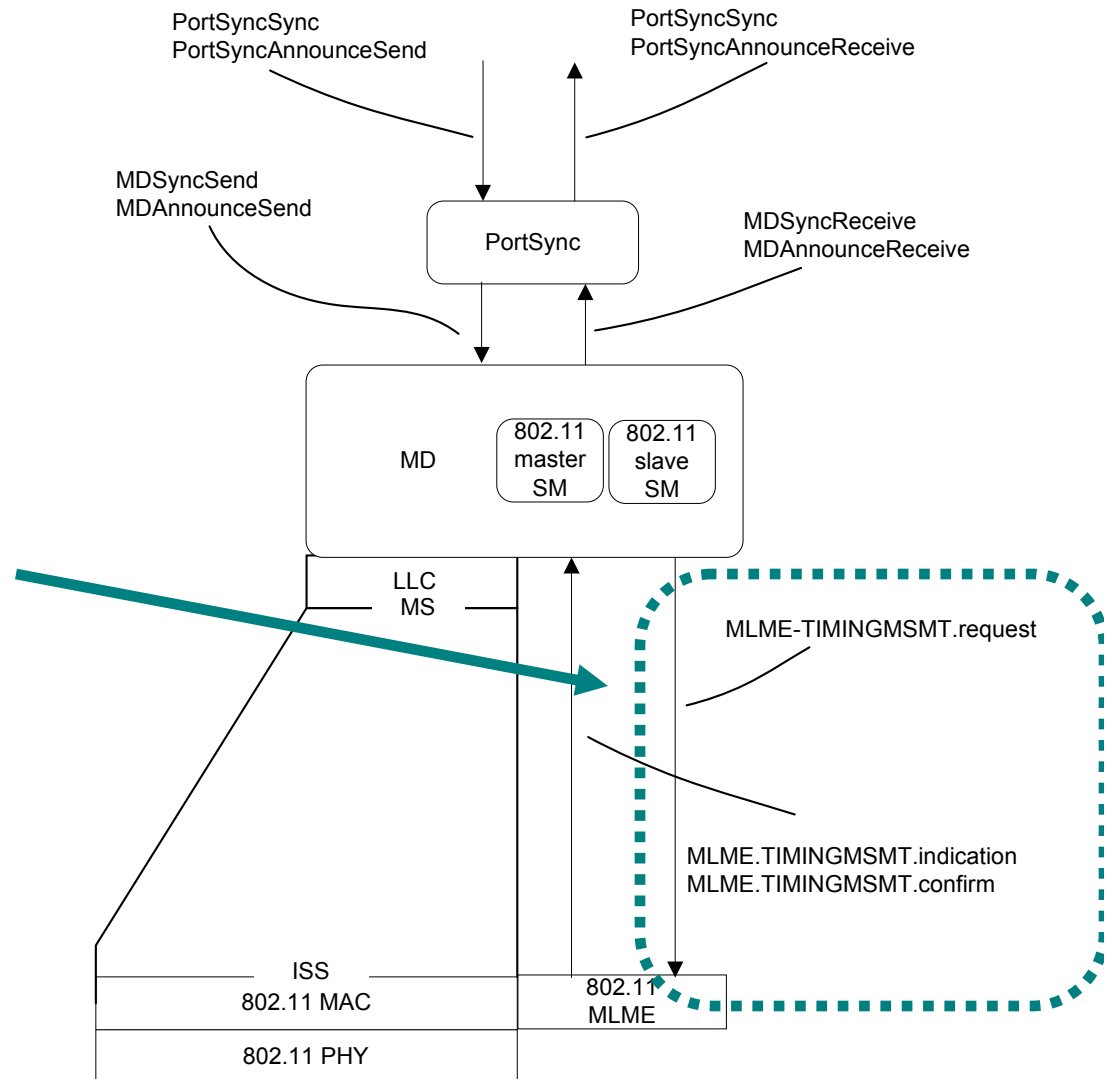 PortSyncSync
PortSyncAnnounceSend
PortSyncSync
PortSyncAnnounceReceive
MDSyncSend
MDAnnounceSend
PortSync
MDSyncReceive
MDAnnounceReceive
MD
802.11
master
SM
802.11
slave
SM
LLC
MS
MLME-TIMINGMSMT.request
MLME.TIMINGMSMT.indication
MLME.TIMINGMSMT.confirm
ISS
802.11 MAC
802.11
MLME
802.11 PHY